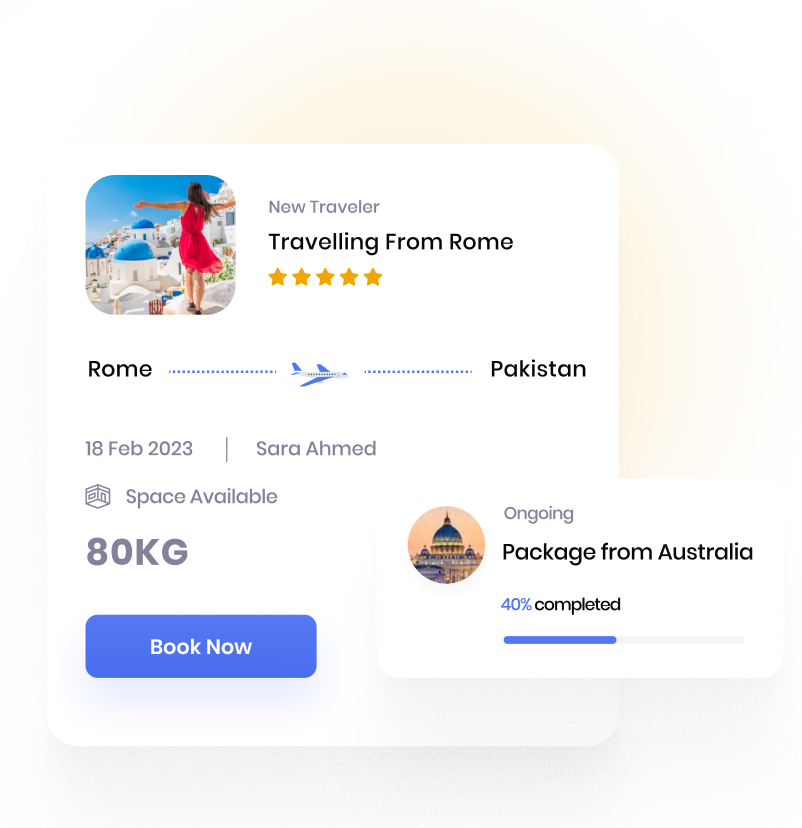 New Traveler
Travelling From Rome
Rome
Pakistan
18 Feb 2023 | Sara Ahmed
Space Available
80KG
Book Now
Ongoing
Package from Australia
40% completed